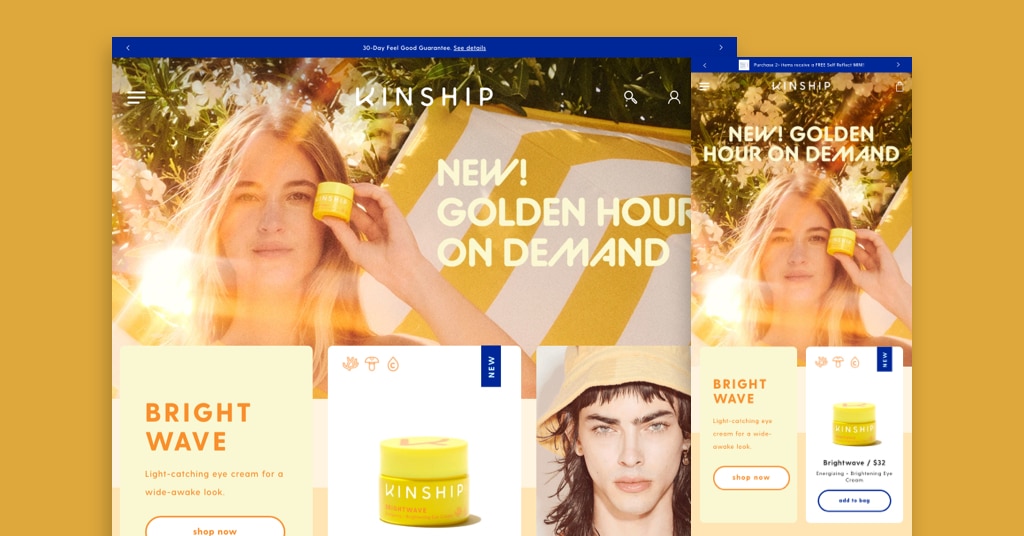 30-Day Feel Good Guarantee. See details
KINSHIP
NEW!
GOLDEN HOUR
ON DEMAND
KINSHIP
NEW
BRIGHT
WAVE
Light-catching eye cream for a
wide-awake look.
shop now
KINSHIP
BRIGHTWAVE
Purchase 2+ items receive a FREE Self Reflect MINI!
KINSHIP
NEW! GOLDEN
HOUR ON DEMAND
NEW
BRIGHT
WAVE
Light-catching eye
cream for a wide-
awake look.
shop now
KINSHIP
Brightwave / $32
Energizing + Brightening Eye
Cream
add to bag